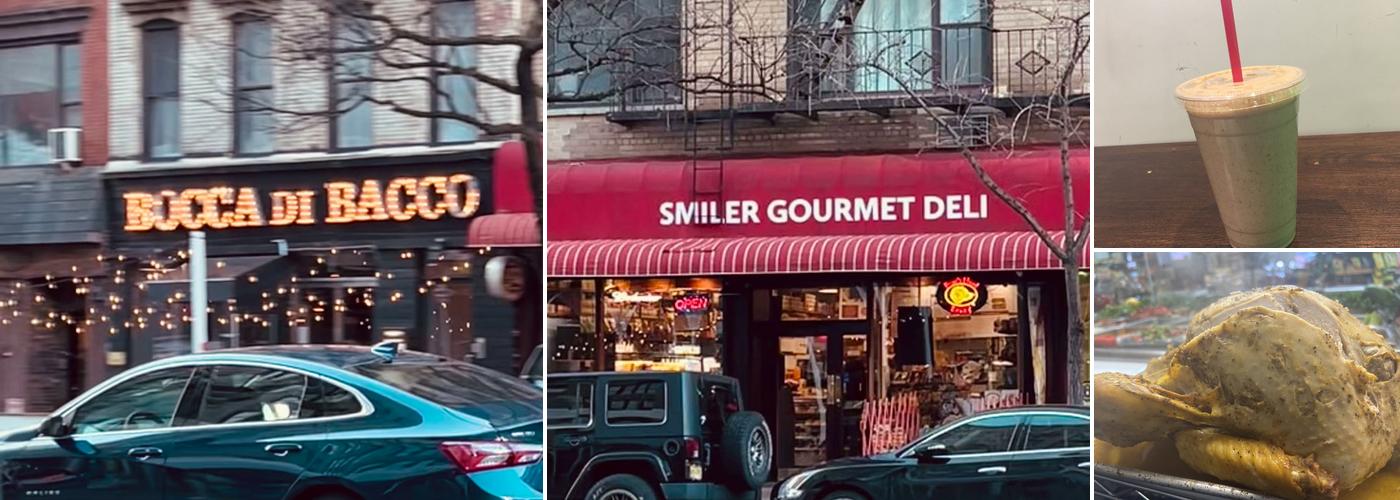 BOCCA DI BACCO
SMILER GOURMET DELI
OPEN